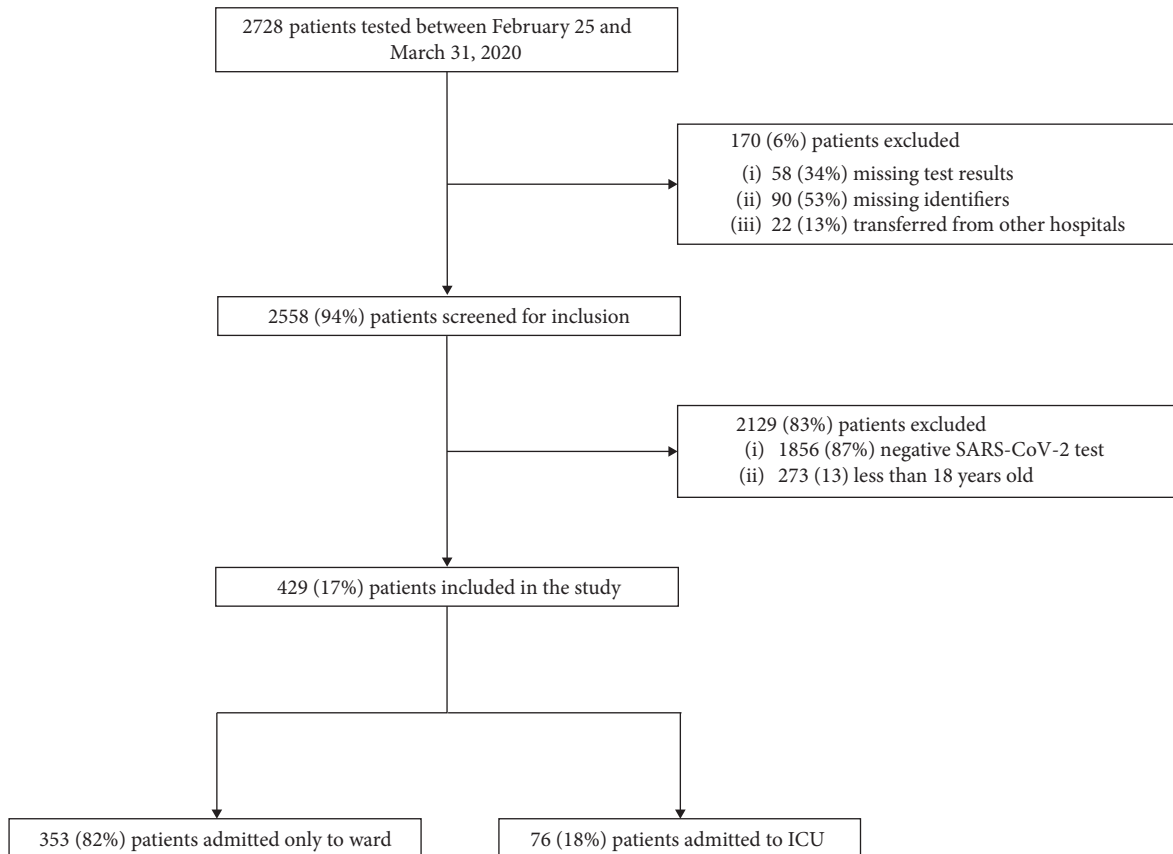 2728 patients tested between February 25 and
March 31, 2020
170 (6%) patients excluded
(i) 58 (34%) missing test results
(ii) 90 (53%) missing identifiers
(iii) 22 (13%) transferred from other hospitals
2558 (94%) patients screened for inclusion
2129 (83%) patients excluded
(i) 1856 (87%) negative SARS-CoV-2 test
(ii) 273 (13) less than 18 years old
429 (17%) patients included in the study
353 (82%) patients admitted only to ward
76 (18%) patients admitted to ICU